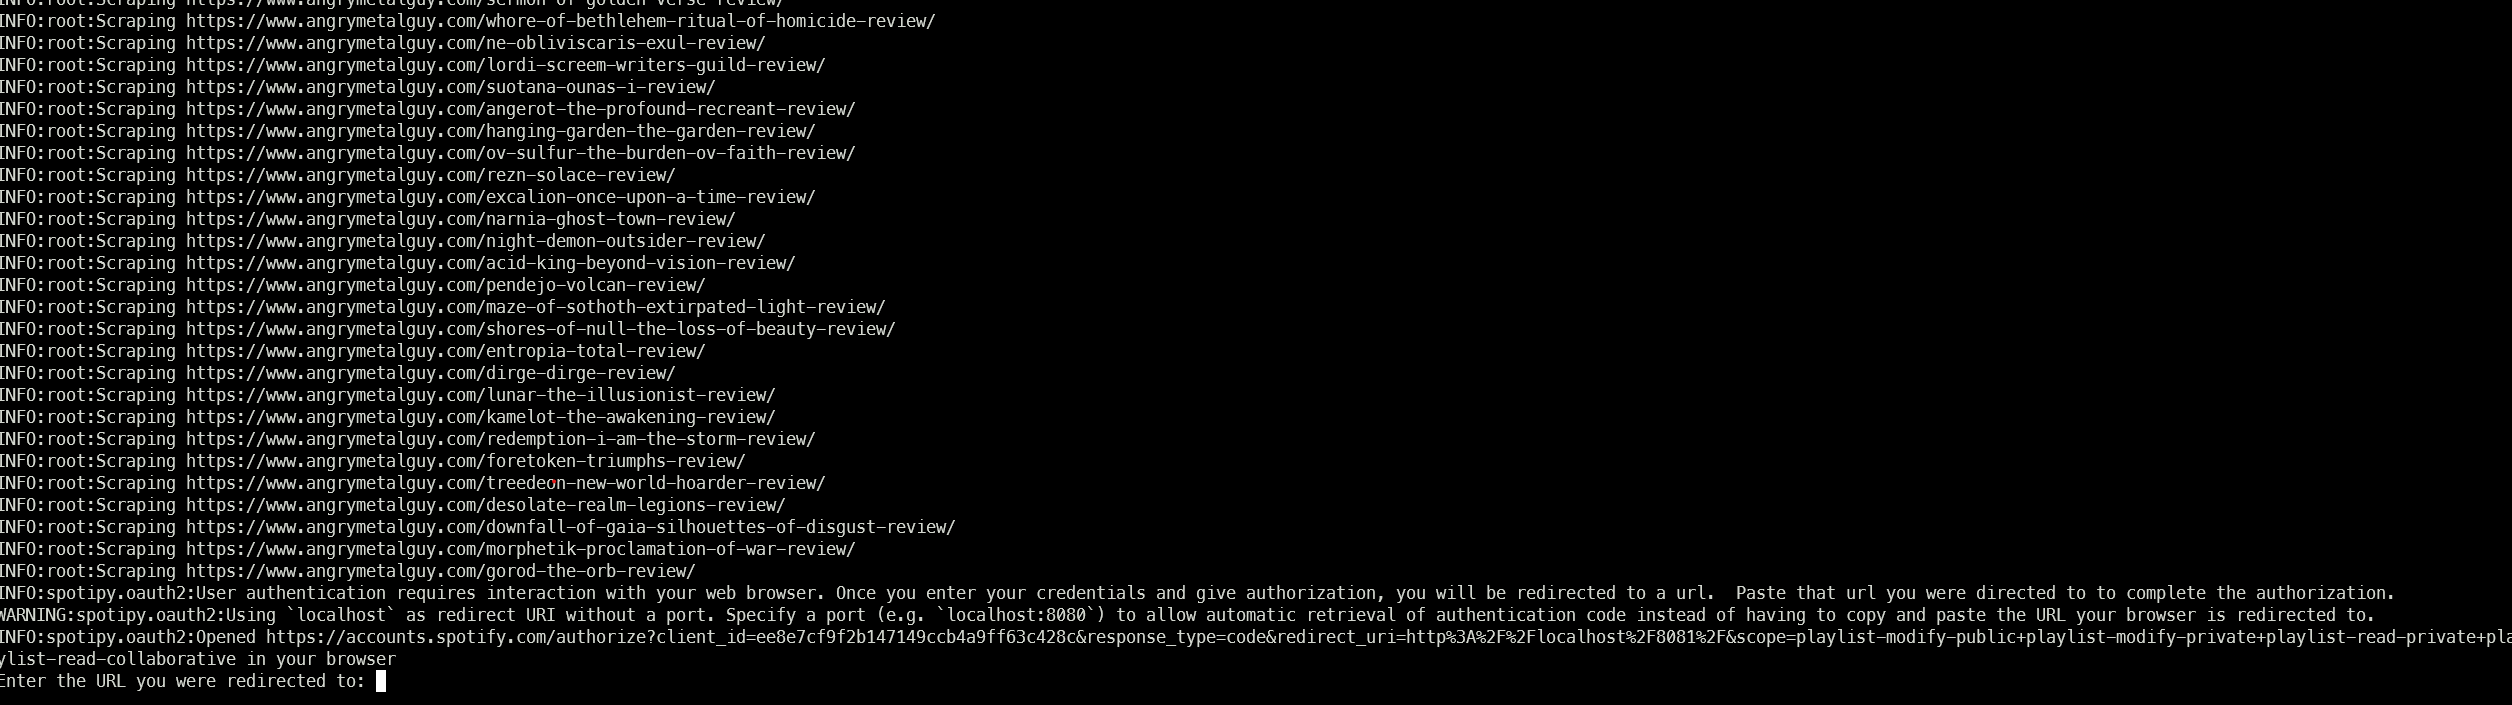 INFO:root:Scraping https://www.angrymetalguy.com/sermon-of-golden-verse-review/
INFO:root:Scraping https://www.angrymetalguy.com/whore-of-bethlehem-ritual-of-homicide-review/
INFO:root:Scraping https://www.angrymetalguy.com/ne-obliviscaris-exul-review/
INFO:root:Scraping https://www.angrymetalguy.com/lordi-screem-writers-guild-review/
INFO:root:Scraping https://www.angrymetalguy.com/suotana-ounas-i-review/
INFO:root:Scraping https://www.angrymetalguy.com/angerot-the-profound-recreant-review/
INFO:root:Scraping https://www.angrymetalguy.com/hanging-garden-the-garden-review/
INFO:root:Scraping https://www.angrymetalguy.com/ov-sulfur-the-burden-ov-faith-review/
INFO:root:Scraping https://www.angrymetalguy.com/rezn-solace-review/
INFO:root:Scraping https://www.angrymetalguy.com/excalion-once-upon-a-time-review/
INFO:root:Scraping https://www.angrymetalguy.com/narnia-ghost-town-review/
INFO:root:Scraping https://www.angrymetalguy.com/night-demon-outsider-review/
INFO:root:Scraping https://www.angrymetalguy.com/acid-king-beyond-vision-review/
INFO:root:Scraping https://www.angrymetalguy.com/pendejo-volcan-review/
INFO:root:Scraping https://www.angrymetalguy.com/maze-of-sothoth-extirpated-light-review/
INFO:root:Scraping https://www.angrymetalguy.com/shores-of-null-the-loss-of-beauty-review/
INFO:root:Scraping https://www.angrymetalguy.com/entropia-total-review/
INFO:root:Scraping https://www.angrymetalguy.com/dirge-dirge-review/
INFO:root:Scraping https://www.angrymetalguy.com/lunar-the-illusionist-review/
INFO:root:Scraping https://www.angrymetalguy.com/kamelot-the-awakening-review/
INFO:root:Scraping https://www.angrymetalguy.com/redemption-i-am-the-storm-review/
INFO:root:Scraping https://www.angrymetalguy.com/foretoken-triumphs-review/
INFO:root:Scraping https://www.angrymetalguy.com/treedeon-new-world-hoarder-review/
INFO:root:Scraping https://www.angrymetalguy.com/desolate-realm-legions-review/
INFO:root:Scraping https://www.angrymetalguy.com/downfall-of-gaia-silhouettes-of-disgust-review/
INFO:root:Scraping https://www.angrymetalguy.com/morphetik-proclamation-of-war-review/
INFO:root:Scraping https://www.angrymetalguy.com/gorod-the-orb-review/
INFO:spotipy.oauth2:User authentication requires interaction with your web browser. Once you enter your credentials and give authorization, you will be redirected to a url.  Paste that url you were directed to to complete the authorization.
WARNING:spotipy.oauth2:Using `localhost` as redirect URI without a port. Specify a port (e.g. `localhost:8080`) to allow automatic retrieval of authentication code instead of having to copy and paste the URL your browser is redirected to.
INFO:spotipy.oauth2:Opened https://accounts.spotify.com/authorize?client_id=ee8e7cf9f2b147149ccb4a9ff63c428c&response_type=code&redirect_uri=http%3A%2F%2Flocalhost%2F8081%2F&scope=playlist-modify-public+playlist-modify-private+playlist-read-private+pla
ylist-read-collaborative in your browser
Enter the URL you were redirected to: